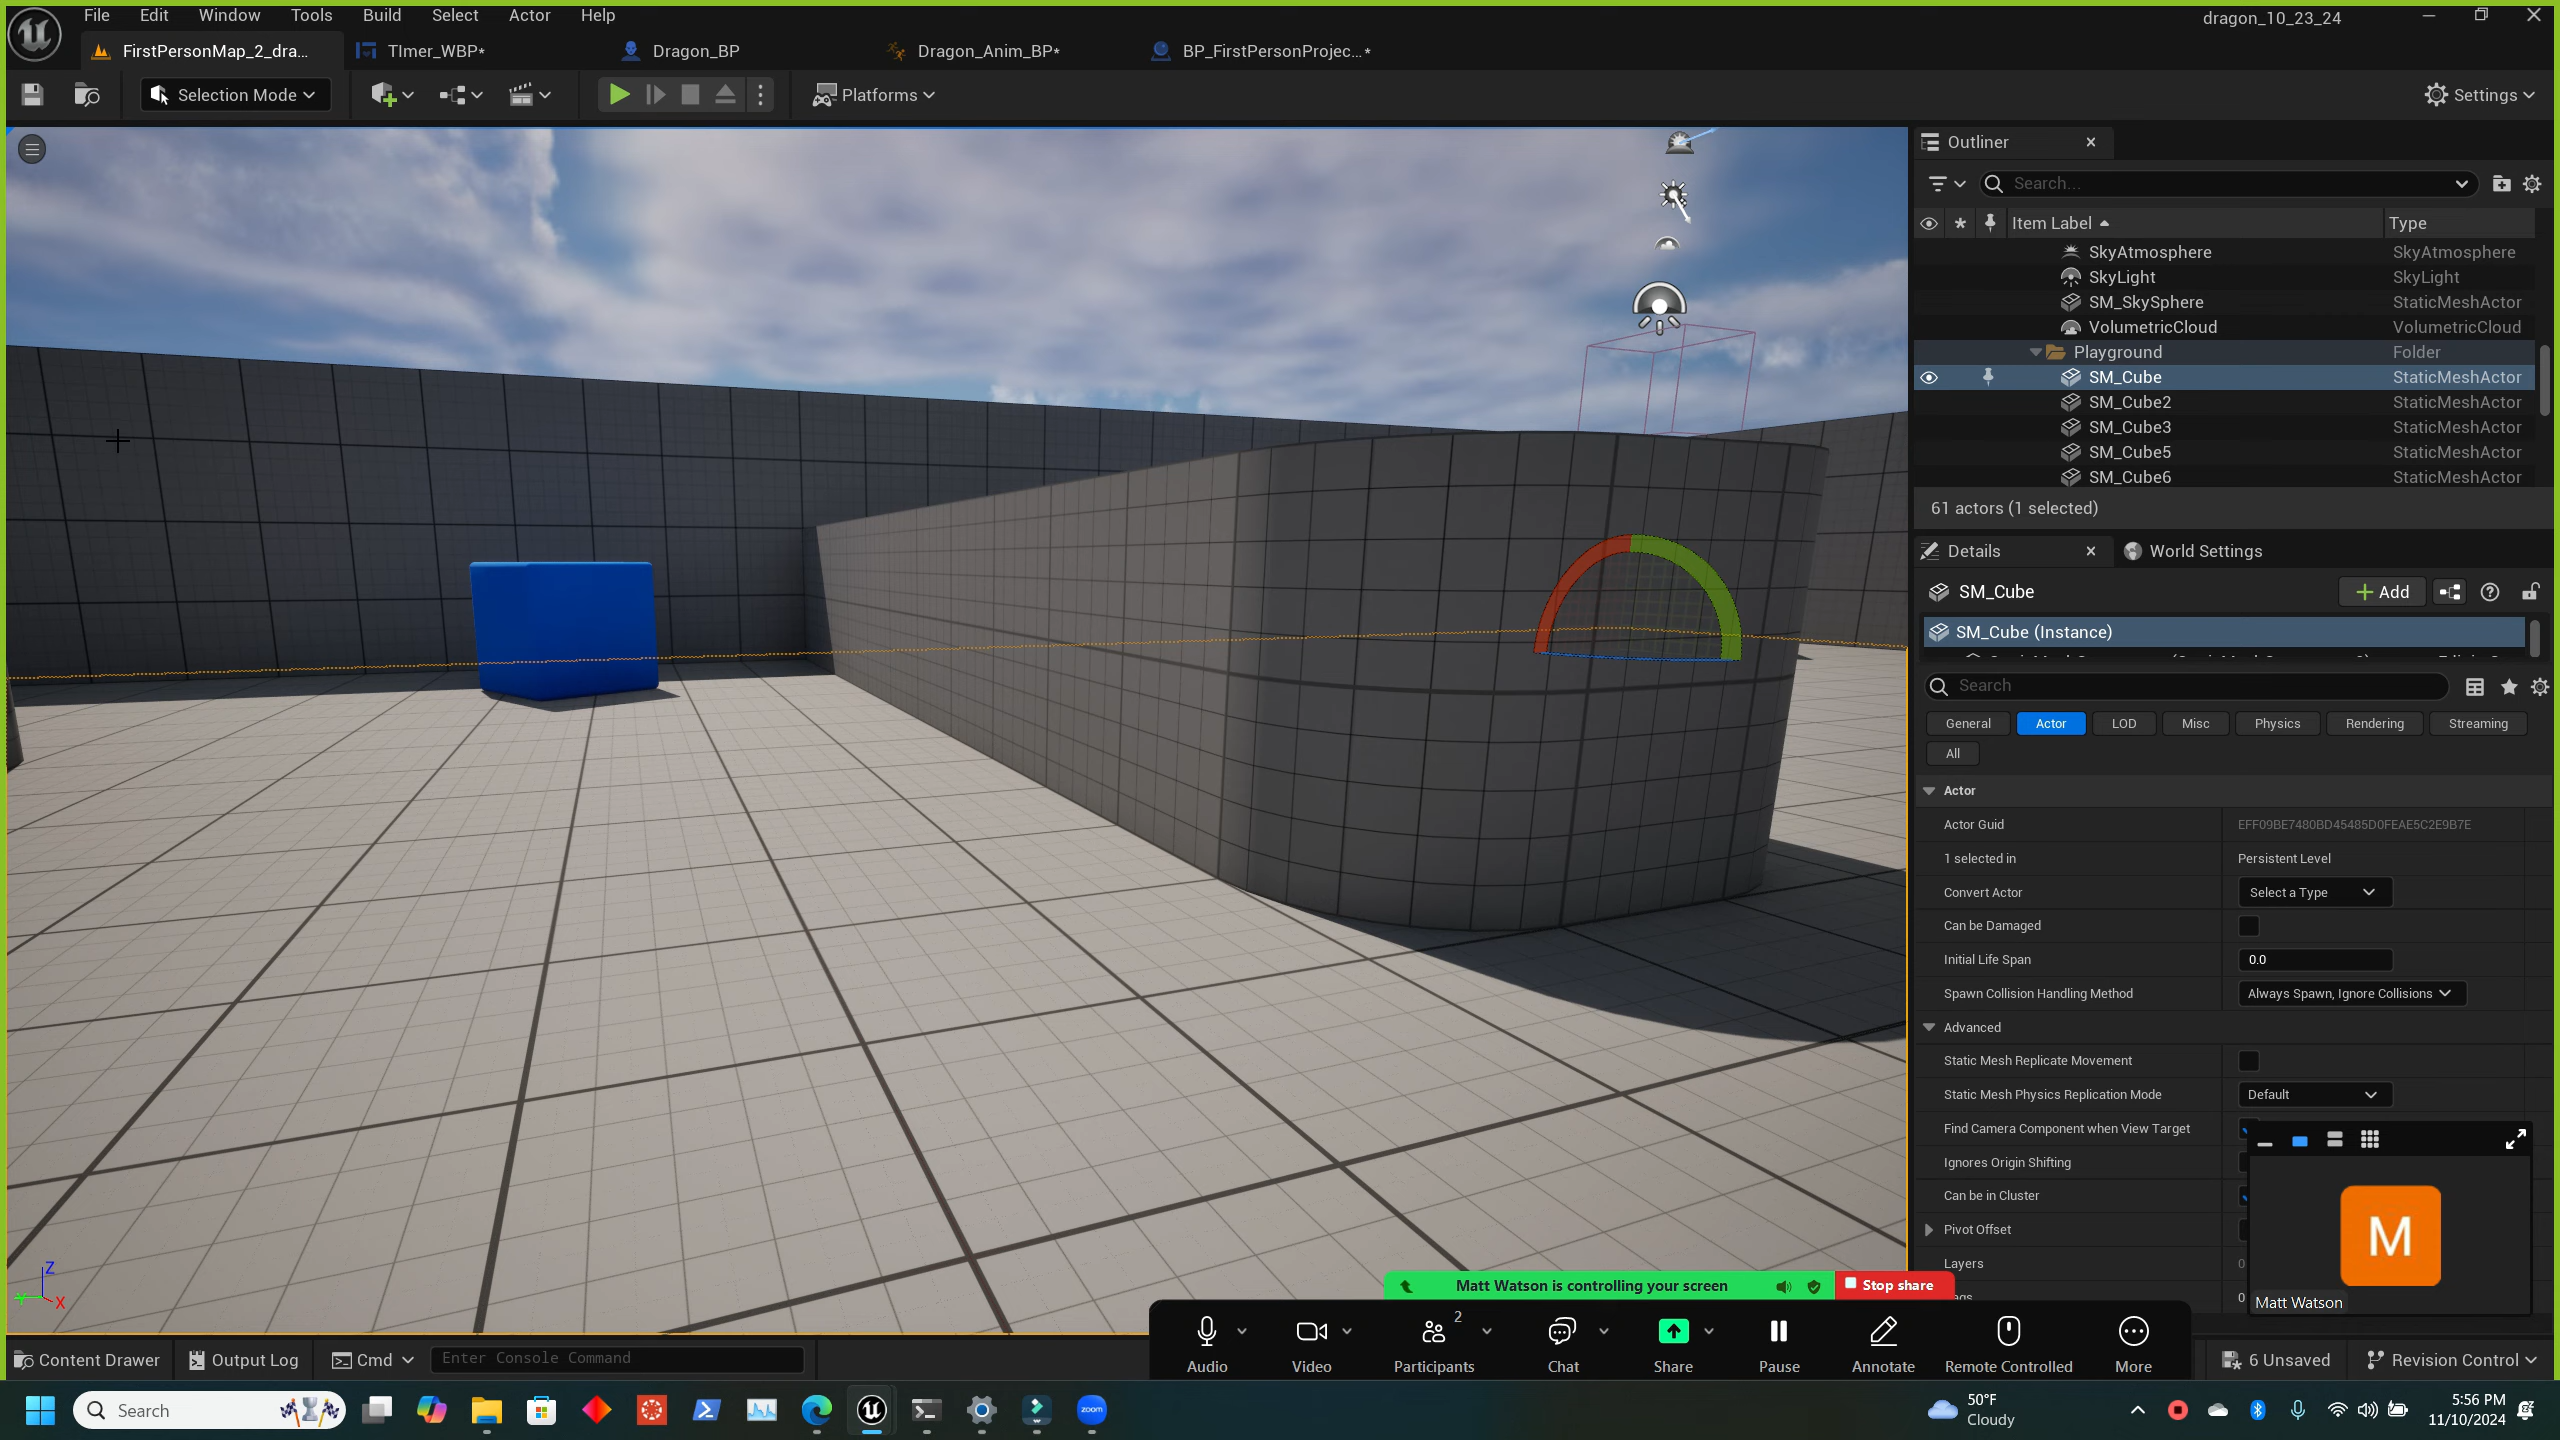 File Edit Window Tools Build Select Actor Help
dragon_10_23_24
FirstPersonMap_2_dra... TImer_WBP* Dragon_BP Dragon_Anim_BP* BP_FirstPersonProjec...*
Selection Mode Platforms Settings
Outliner
Search...
Item Label Type
SkyAtmosphere SkyAtmosphere
SkyLight SkyLight
SM_SkySphere StaticMeshActor
VolumetricCloud VolumetricCloud
Playground Folder
SM_Cube StaticMeshActor
SM_Cube2 StaticMeshActor
SM_Cube3 StaticMeshActor
SM_Cube5 StaticMeshActor
SM_Cube6 StaticMeshActor
61 actors (1 selected)
Details World Settings
SM_Cube Add
SM_Cube (Instance)
Search
General Actor LOD Misc Physics Rendering Streaming
All
Actor
Actor Guid EFF09BE7480BD45485D0FEAE5C2E9B7E
1 selected in Persistent Level
Convert Actor Select a Type
Can be Damaged
Initial Life Span 0.0
Spawn Collision Handling Method Always Spawn, Ignore Collisions
Advanced
Static Mesh Replicate Movement
Static Mesh Physics Replication Mode Default
Find Camera Component when View Target
Ignores Origin Shifting
Can be in Cluster
Pivot Offset
Layers 0
0
M
Matt Watson
Z
Y X
Matt Watson is controlling your screen Stop share
2
Audio Video Participants Chat Share Pause Annotate Remote Controlled More
Content Drawer Output Log Cmd Enter Console Command 6 Unsaved Revision Control
Search zoom
50°F
Cloudy
5:56 PM
11/10/2024